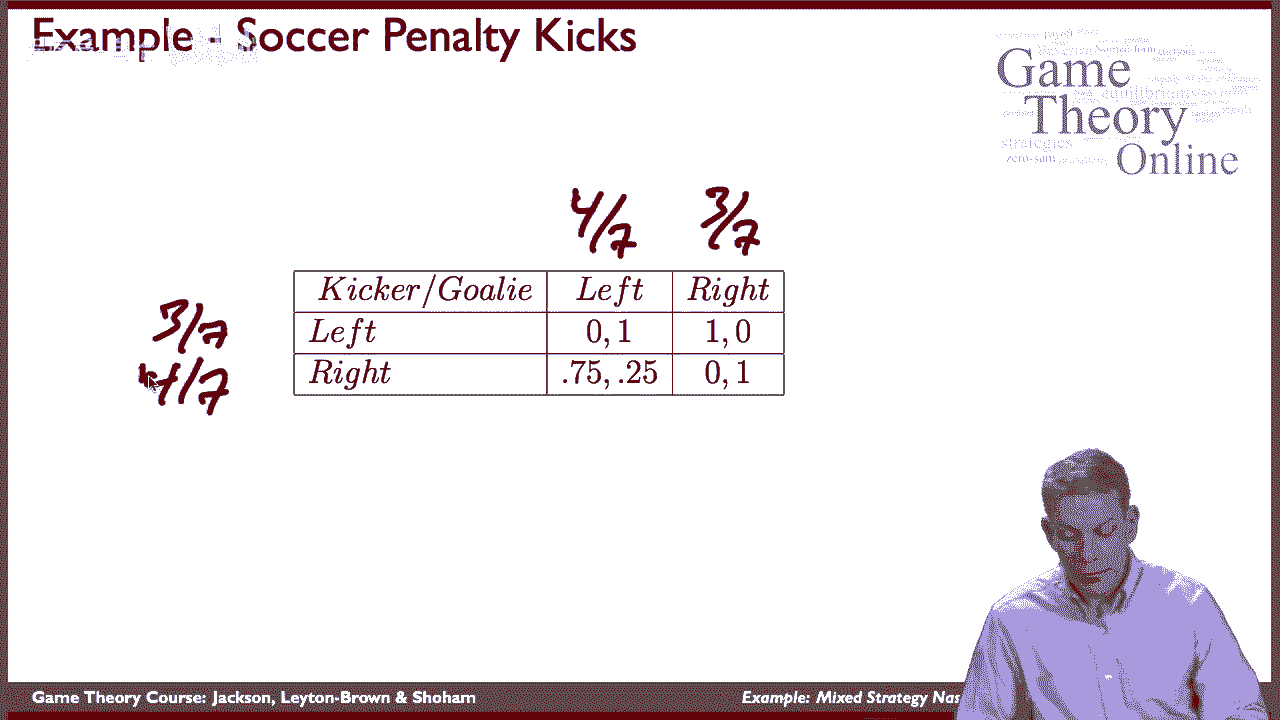 Example - Soccer Penalty Kicks
Game
Theory
Online
strategies
zero-sum
4/7 3/7
Kicker/Goalie Left Right
3/7 Left 0, 1 1, 0
4/7 Right .75, .25 0, 1
Game Theory Course: Jackson, Leyton-Brown & Shoham
Example: Mixed Strategy Nas